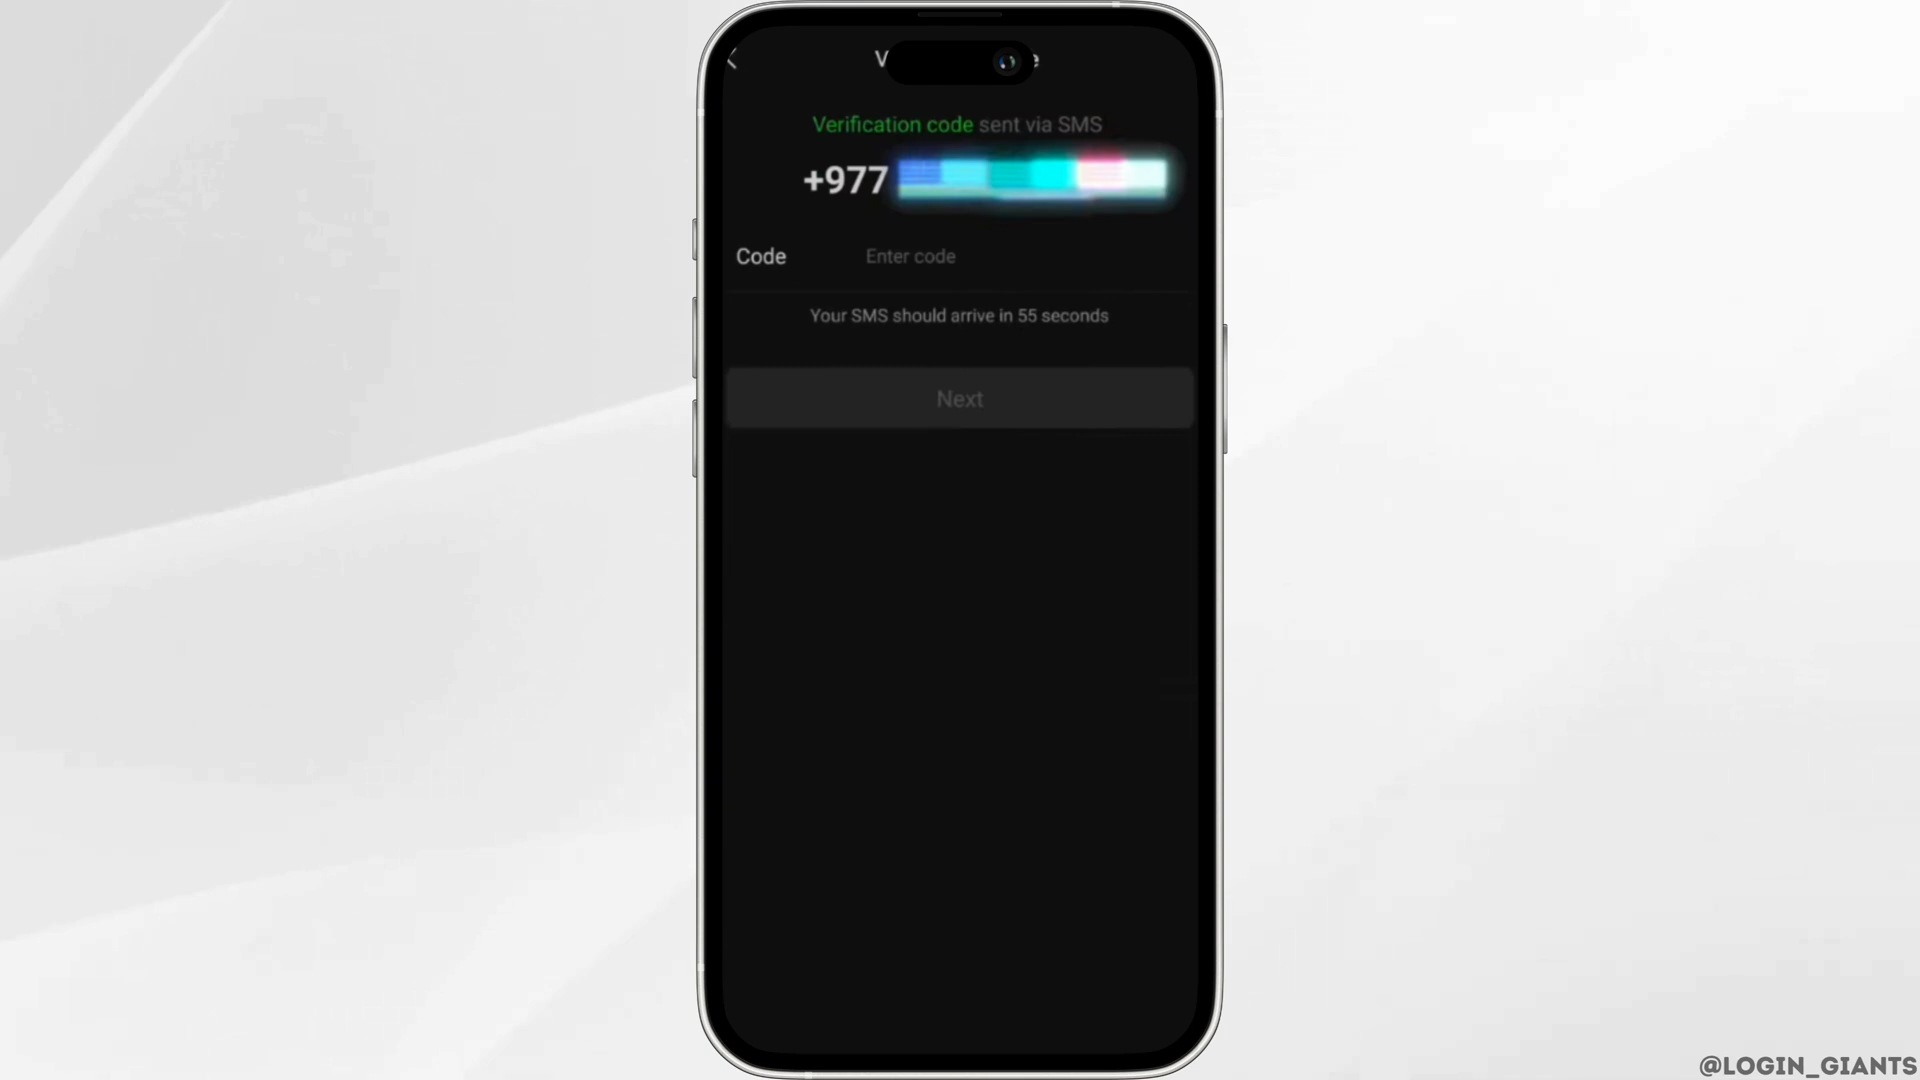 Verification code sent via SMS
+977
Code
Enter code
Your SMS should arrive in 55 seconds
Next
@LOGIN_GIANTS